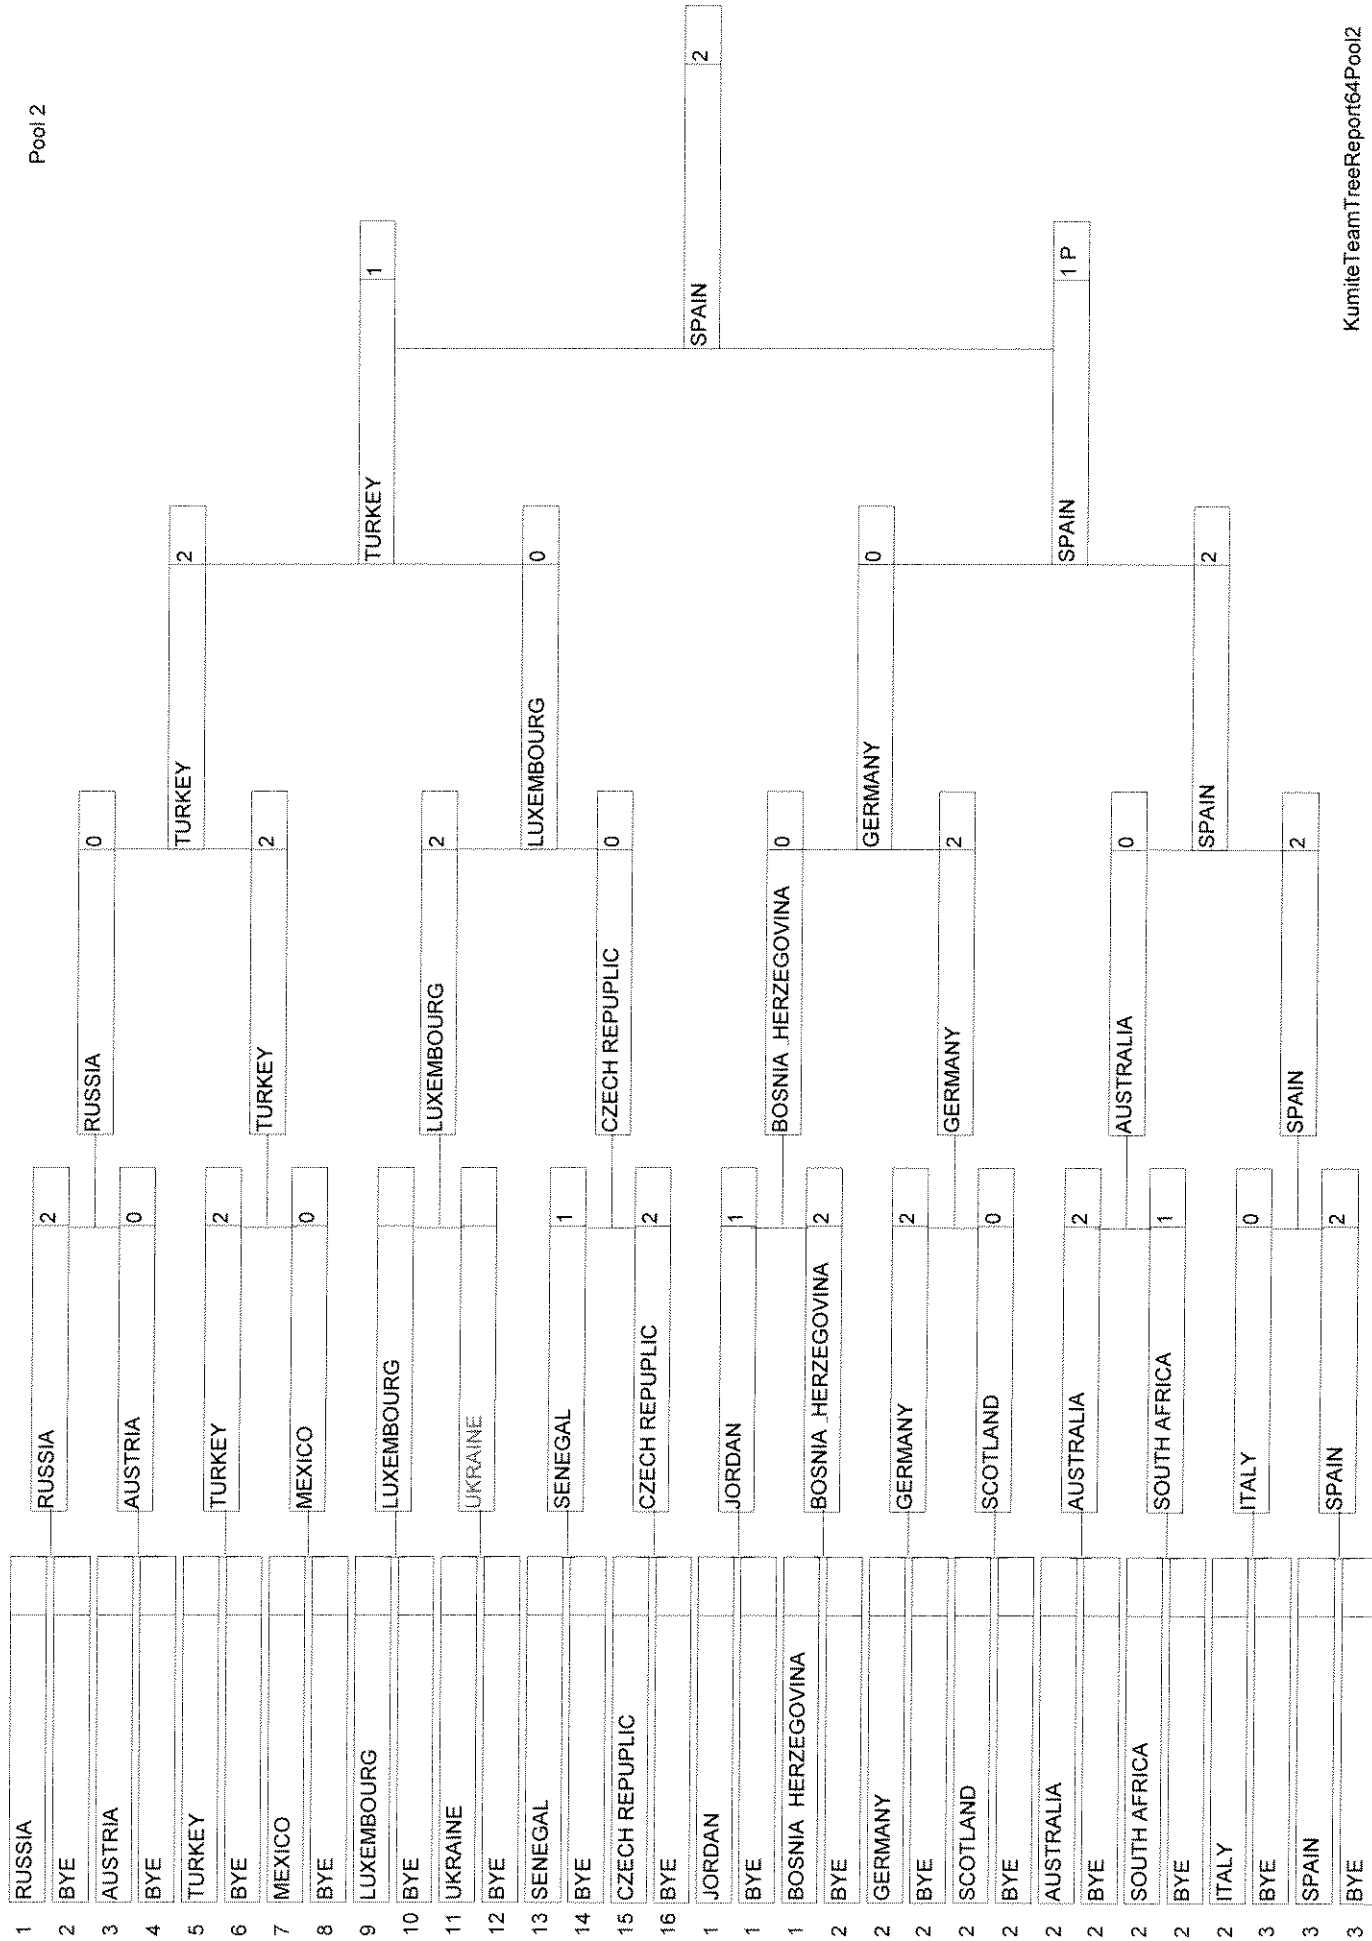 Pool 2
1 RUSSIA
2 BYE
3 AUSTRIA
4 BYE
5 TURKEY
6 BYE
7 MEXICO
8 BYE
9 LUXEMBOURG
10 BYE
11 UKRAINE
12 BYE
13 SENEGAL
14 BYE
15 CZECH REPUPLIC
16 BYE
1 JORDAN
1 BYE
1 BOSNIA HERZEGOVINA
2 BYE
2 GERMANY
2 BYE
2 SCOTLAND
2 BYE
2 AUSTRALIA
2 BYE
2 SOUTH AFRICA
2 BYE
2 ITALY
3 BYE
3 SPAIN
3 BYE
RUSSIA 2
AUSTRIA 0
TURKEY 2
MEXICO 0
LUXEMBOURG
UKRAINE
SENEGAL 1
CZECH REPUPLIC 2
JORDAN 1
BOSNIA HERZEGOVINA 2
GERMANY 2
SCOTLAND 0
AUSTRALIA 2
SOUTH AFRICA 1
ITALY 0
SPAIN 2
RUSSIA 0
TURKEY 2
LUXEMBOURG 2
CZECH REPUPLIC 0
BOSNIA HERZEGOVINA 0
GERMANY 2
AUSTRALIA 0
SPAIN 2
TURKEY 2
LUXEMBOURG 0
GERMANY 0
SPAIN 2
TURKEY 1
SPAIN 1 P
SPAIN 2
KumiteTeamTreeReport64Pool2